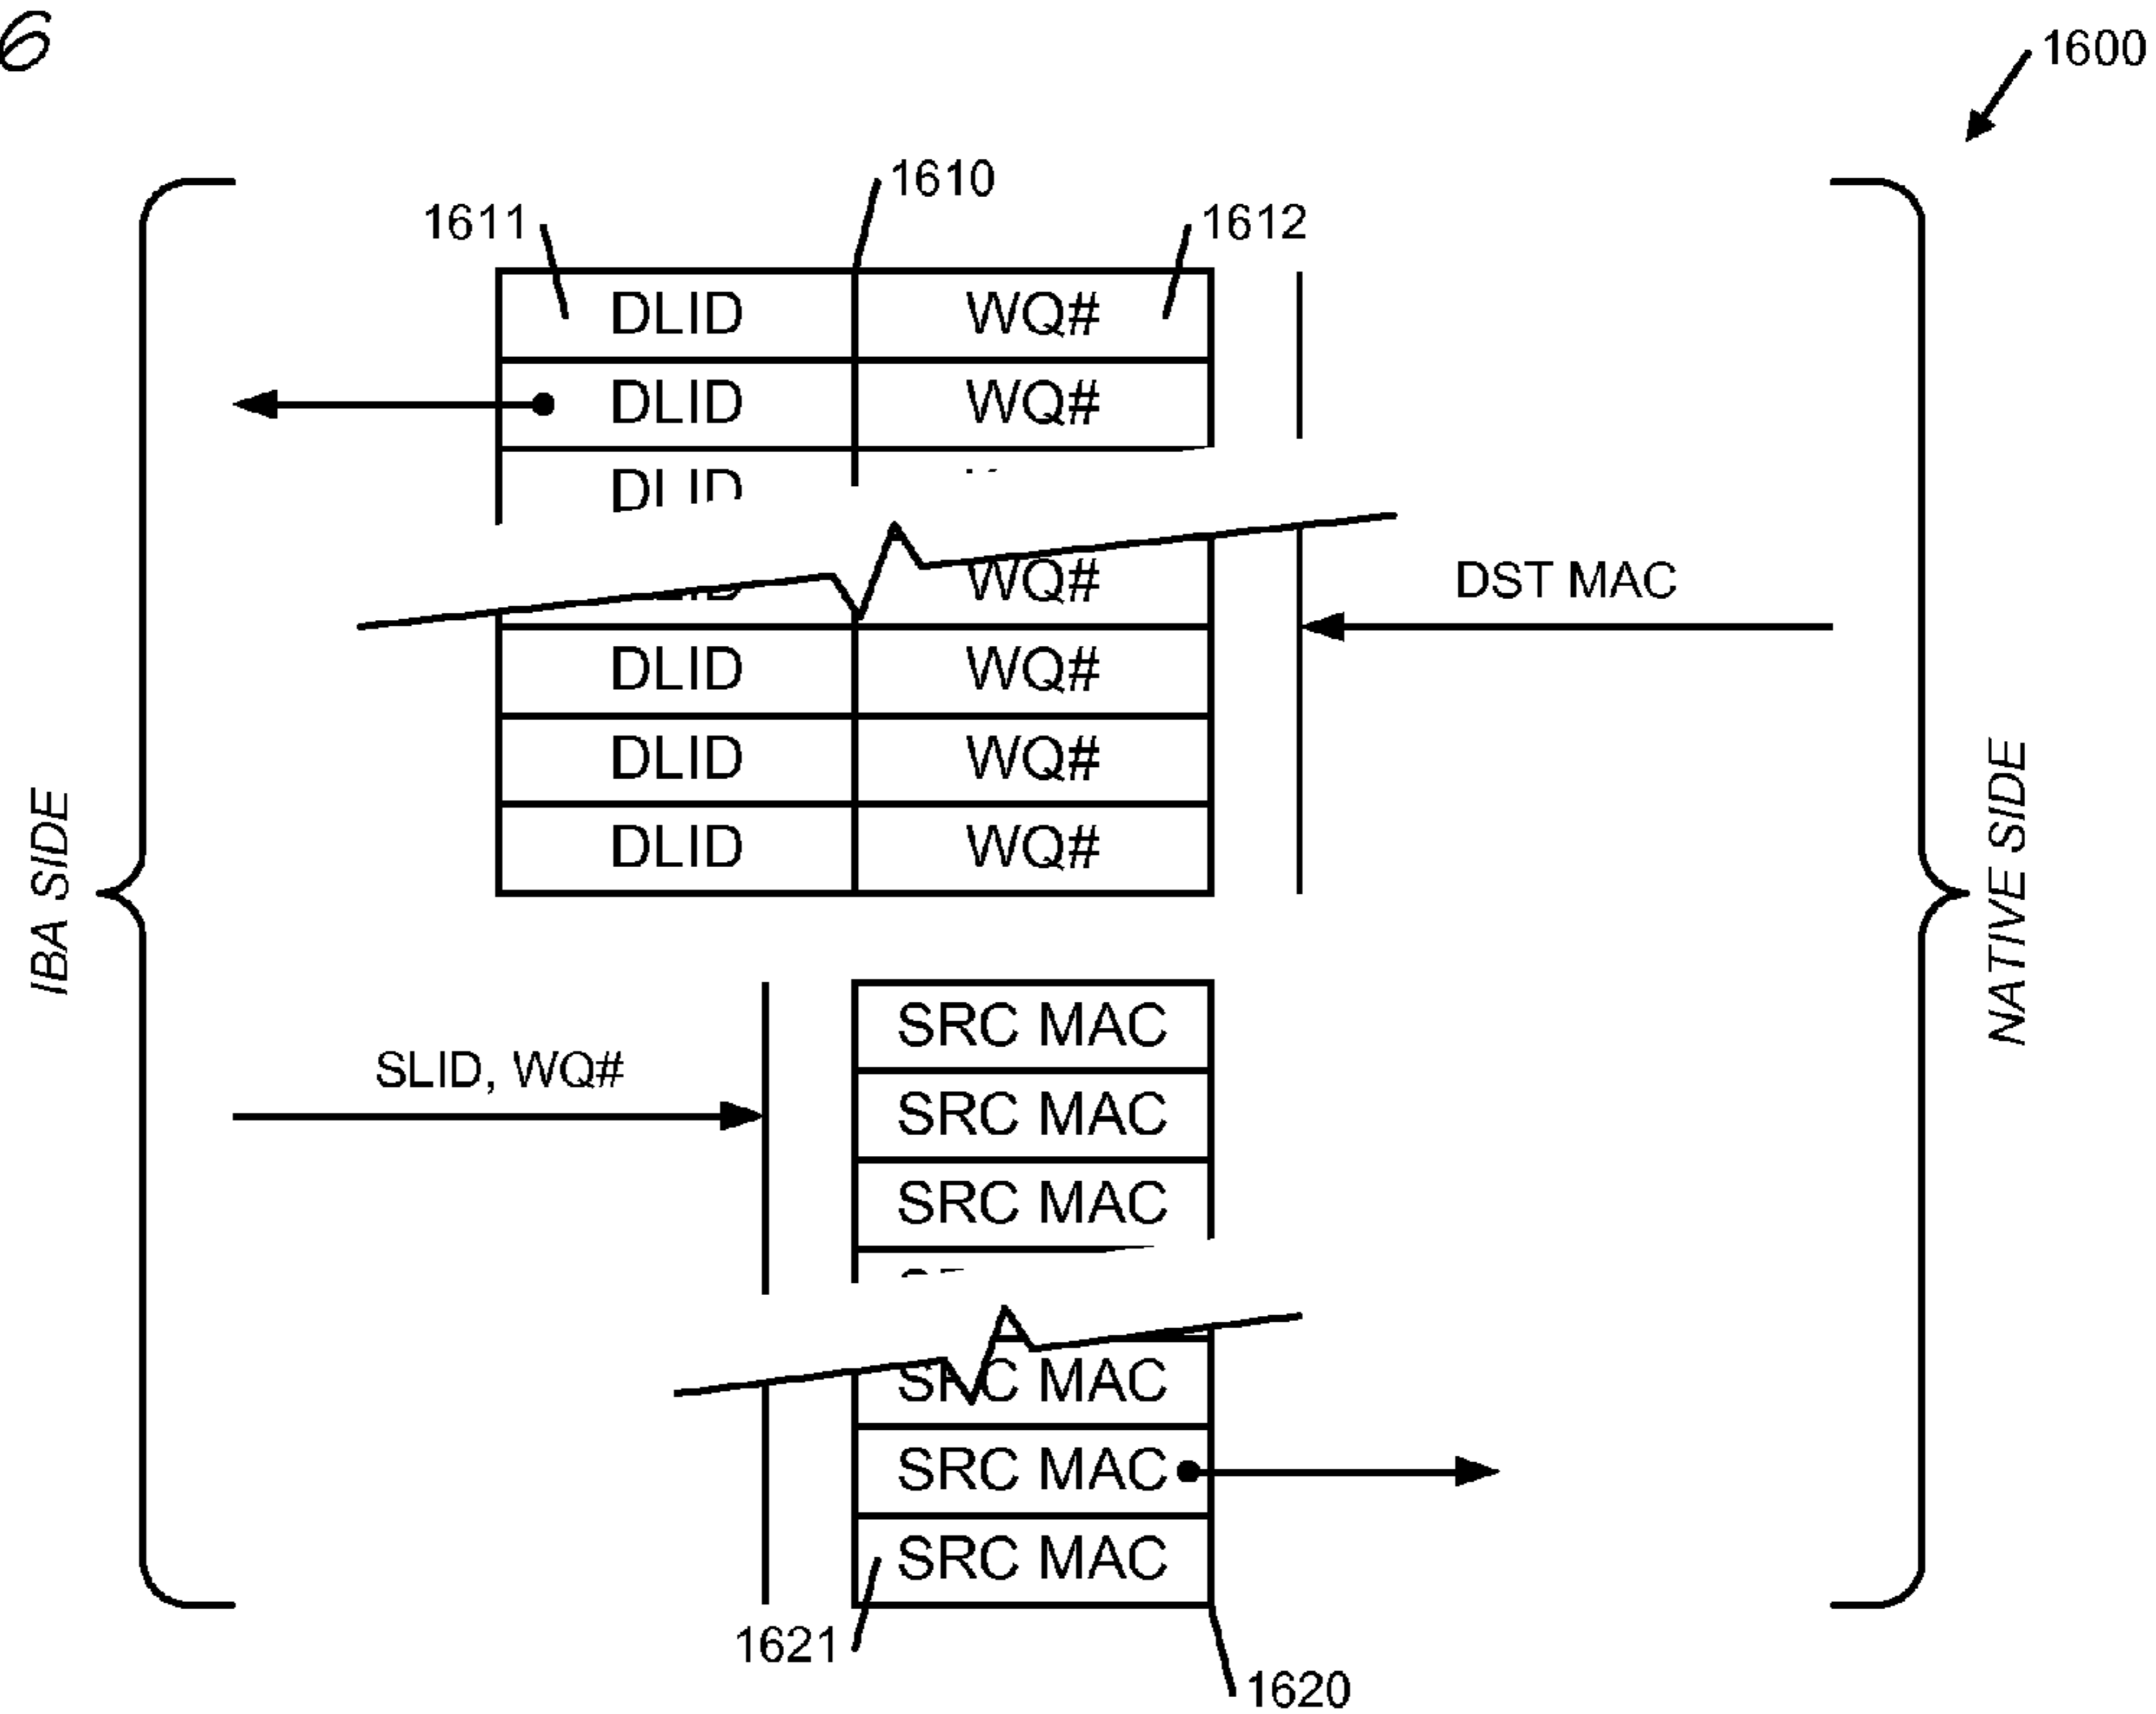 6
1600
1610
1611
1612
DLID WQ#
DLID WQ#
DLID
WQ#
DST MAC
DLID WQ#
DLID WQ#
DLID WQ#
IBA SIDE
NATIVE SIDE
SRC MAC
SLID, WQ#
SRC MAC
SRC MAC
SRC MAC
SRC MAC
SRC MAC
1621
1620